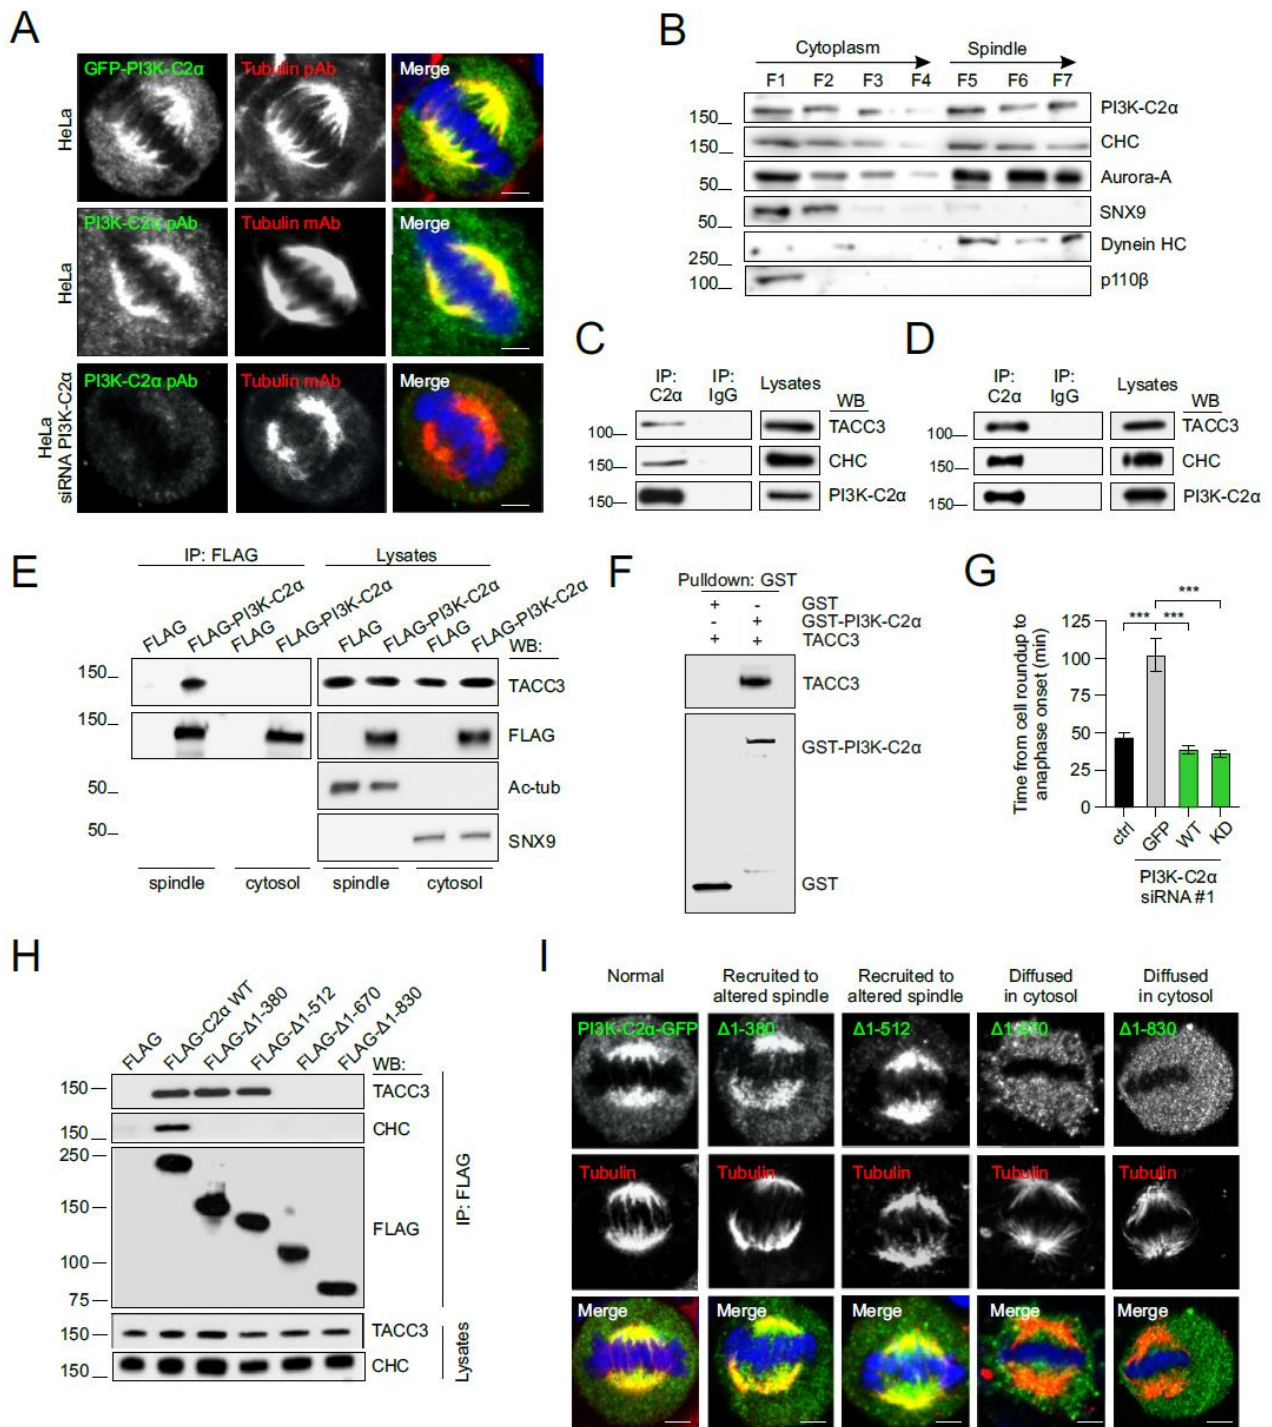 A
GFP-PI3K-C2α
Tubulin pAb
Merge
HeLa
PI3K-C2α pAb
Tubulin mAb
Merge
HeLa
PI3K-C2α pAb
Tubulin mAb
Merge
HeLa
siRNA PI3K-C2α
B
Cytoplasm Spindle
F1 F2 F3 F4 F5 F6 F7
150 PI3K-C2α
150 CHC
50 Aurora-A
50 SNX9
250 Dynein HC
100 p110β
C
IP: C2α
IP: IgG
Lysates
WB
100 TACC3
150 CHC
150 PI3K-C2α
D
IP: C2α
IP: IgG
Lysates
WB
100 TACC3
150 CHC
150 PI3K-C2α
E
IP: FLAG Lysates
FLAG
FLAG-PI3K-C2α
FLAG
FLAG-PI3K-C2α
FLAG
FLAG-PI3K-C2α
FLAG
FLAG-PI3K-C2α
WB:
150 TACC3
150 FLAG
50 Ac-tub
50 SNX9
spindle cytosol spindle cytosol
F
Pulldown: GST
+ - GST
- + GST-PI3K-C2α
+ + TACC3
TACC3
GST-PI3K-C2α
GST
G
Time from cell roundup to
anaphase onset (min)
125
100
75
50
25
0
***
*** ***
ctrl
GFP
WT
KD
PI3K-C2α
siRNA #1
H
FLAG
FLAG-C2α WT
FLAG-Δ1-380
FLAG-Δ1-512
FLAG-Δ1-670
FLAG-Δ1-830
WB:
150 TACC3
150 CHC
250
150
FLAG
100
75
IP: FLAG
150 TACC3
150 CHC
Lysates
I
Normal
Recruited to
altered spindle
Recruited to
altered spindle
Diffused
in cytosol
Diffused
in cytosol
PI3K-C2α-GFP
Δ1-380
Δ1-512
Δ1-670
Δ1-830
Tubulin
Tubulin
Tubulin
Tubulin
Tubulin
Merge
Merge
Merge
Merge
Merge